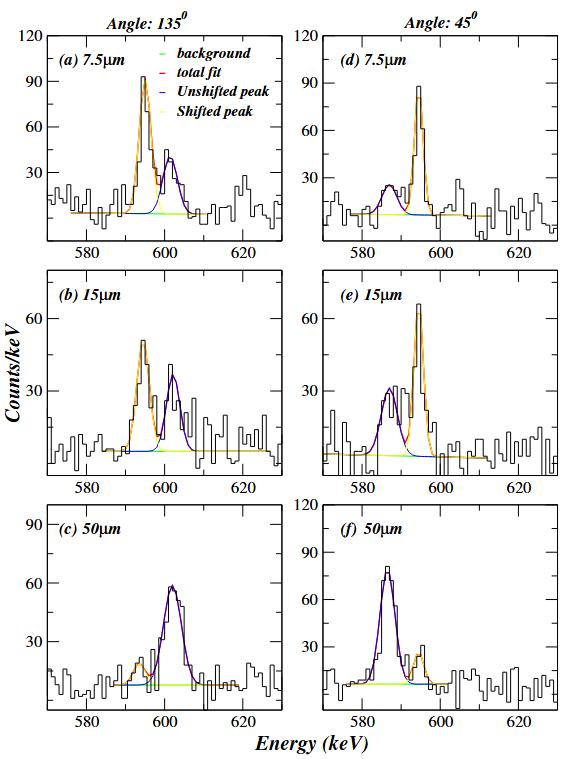 Angle: 135⁰ Angle: 45⁰
120 120
(a) 7.5μm background (d) 7.5μm
total fit
90 90
Unshifted peak
Shifted peak
60 60
30 30
580 600 620 580 600 620
(b) 15μm (e) 15μm
60 60
30 30
Counts/keV
580 600 620 580 600 620
120
90 (c) 50μm (f) 50μm
90
60
60
30 30
580 600 620 580 600 620
Energy (keV)